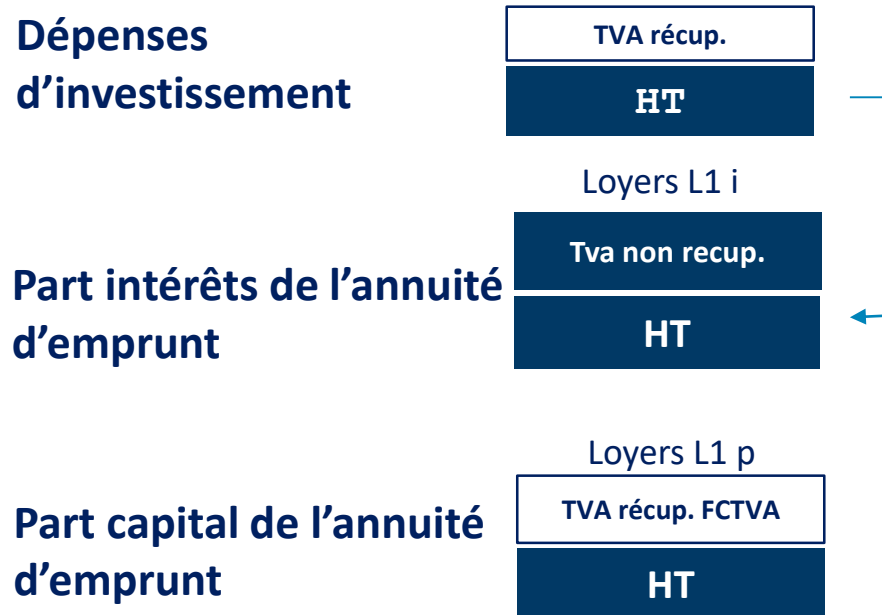 Dépenses
d’investissement
TVA récup.
HT
Loyers L1 i
Part intérêts de l’annuité
d’emprunt
Tva non recup.
HT
Loyers L1 p
Part capital de l’annuité
d’emprunt
TVA récup. FCTVA
HT